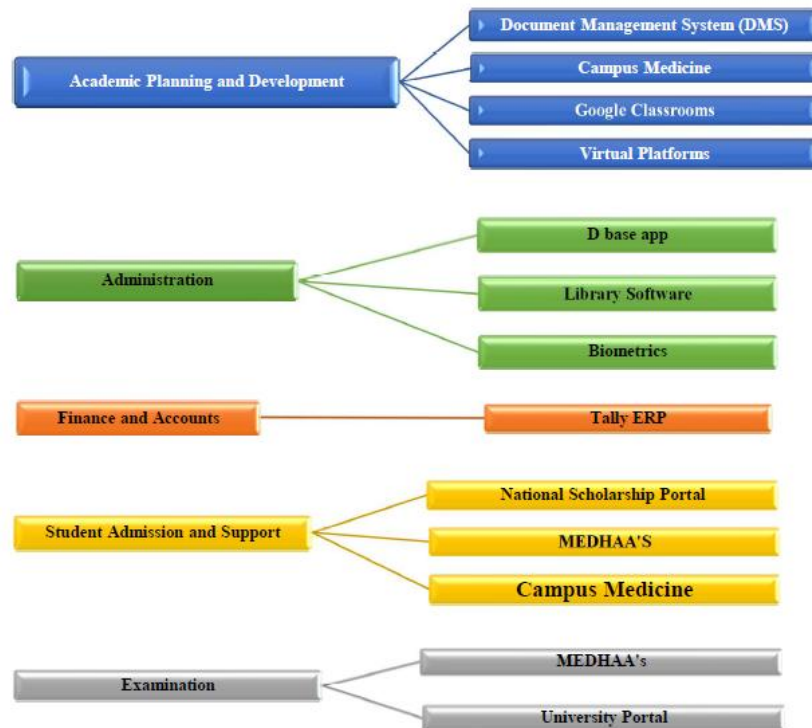 Academic Planning and Development
Document Management System (DMS)
Campus Medicine
Google Classrooms
Virtual Platforms
Administration
D base app
Library Software
Biometrics
Finance and Accounts
Tally ERP
Student Admission and Support
National Scholarship Portal
MEDHAA'S
Campus Medicine
Examination
MEDHAA's
University Portal